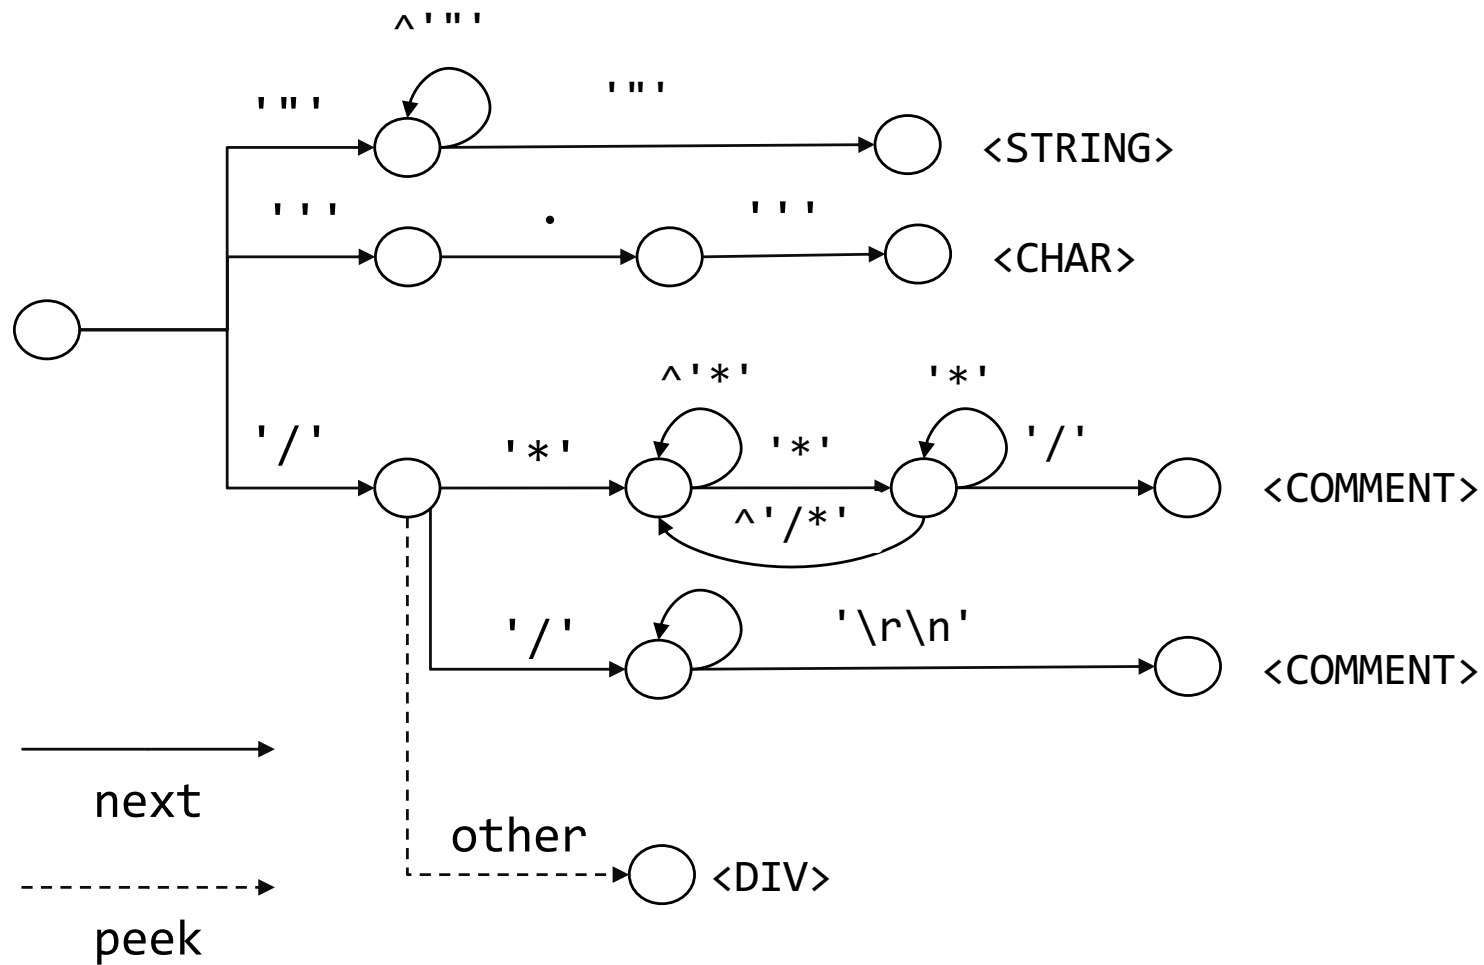 ^'"'
'"'
'"'
<STRING>
'''
.
'''
<CHAR>
^'*'
'*'
'/'
'*'
'*'
'/'
<COMMENT>
^'/*'
'/'
'\r\n'
<COMMENT>
next
other
<DIV>
peek